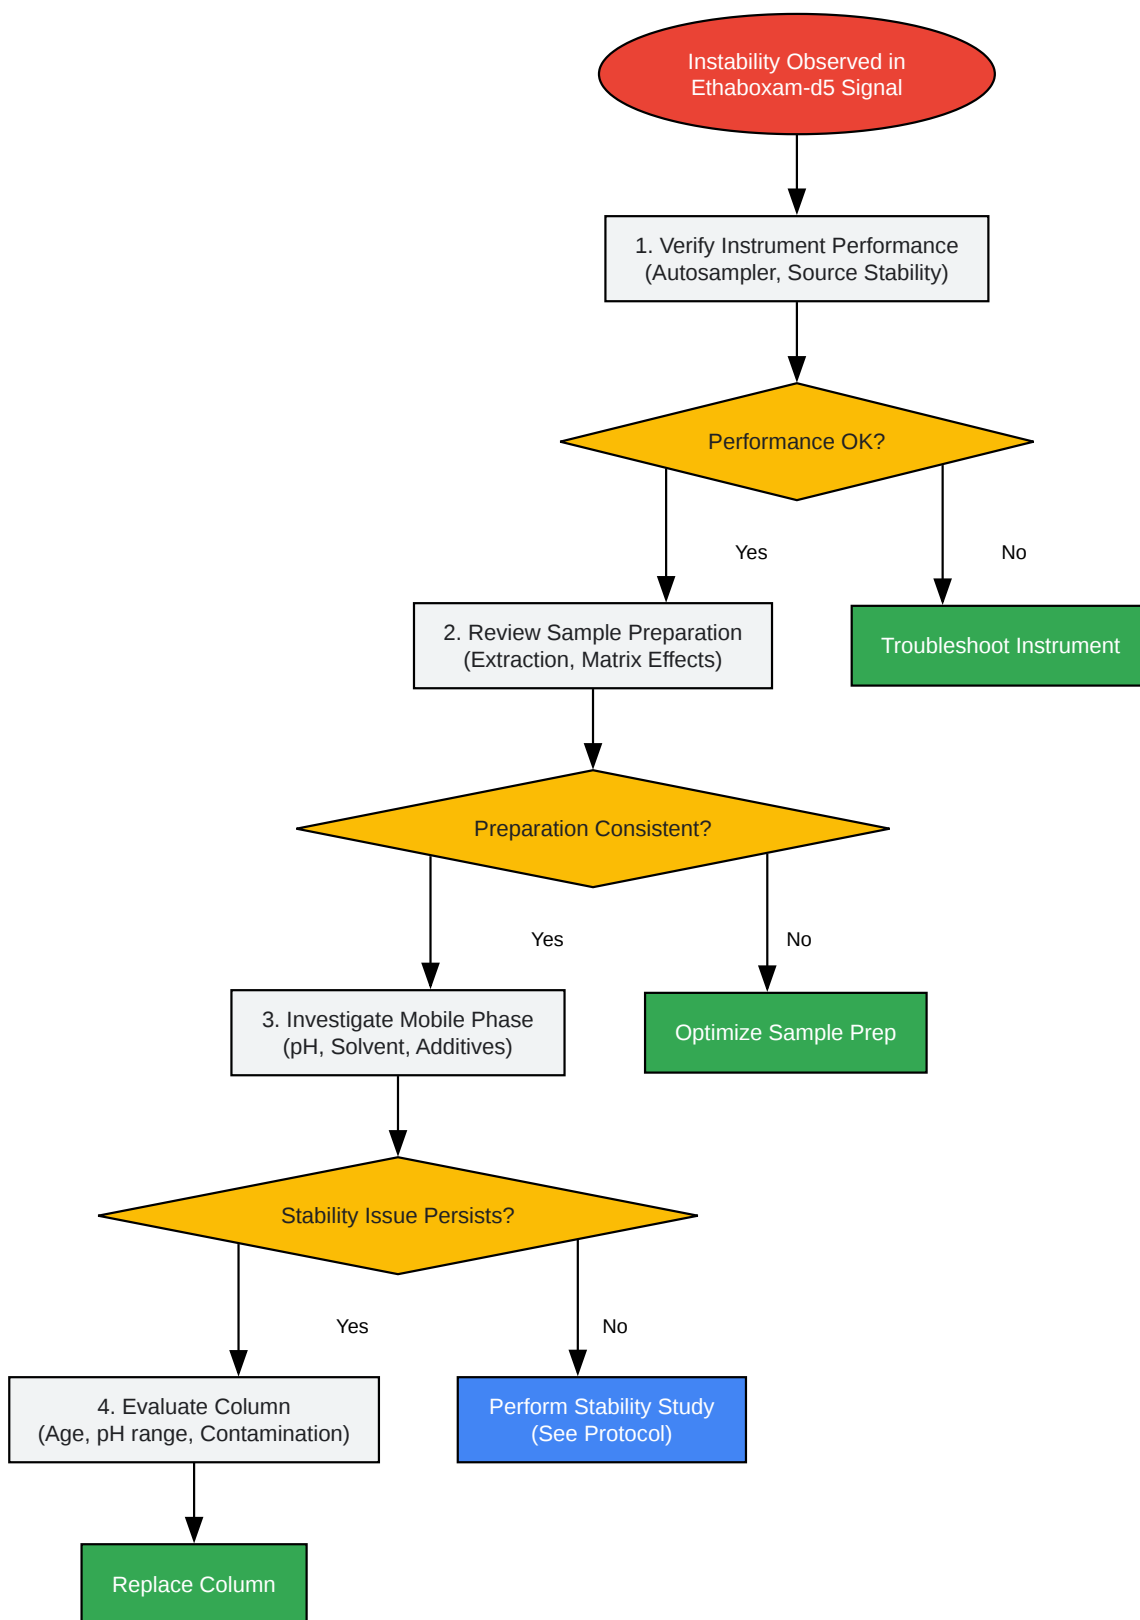 Instability Observed in
Ethaboxam-d5 Signal
1. Verify Instrument Performance
(Autosampler, Source Stability)
Performance OK?
Yes
No
2. Review Sample Preparation
(Extraction, Matrix Effects)
Troubleshoot Instrument
Preparation Consistent?
Yes
No
3. Investigate Mobile Phase
(pH, Solvent, Additives)
Optimize Sample Prep
Stability Issue Persists?
Yes
No
4. Evaluate Column
(Age, pH range, Contamination)
Perform Stability Study
(See Protocol)
Replace Column